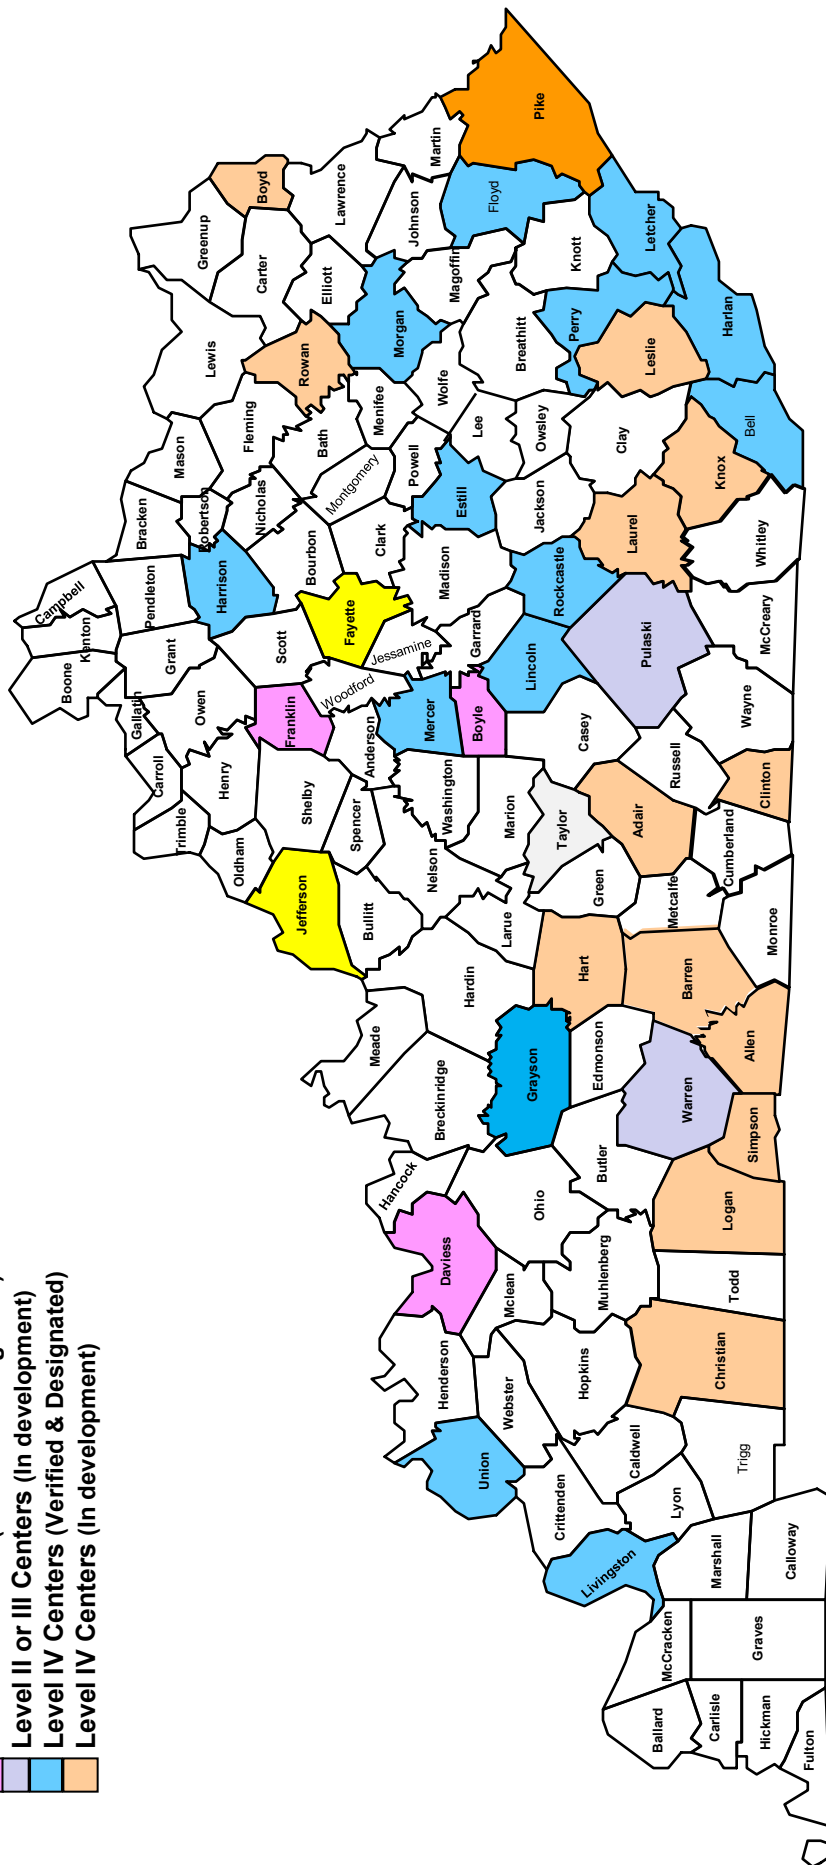 Level II or III Centers (In development)
Level IV Centers (Verified & Designated)
Level IV Centers (In development)
Boone
Kenton
Campbell
Gallatin
Grant
Pendleton
Bracken
Carroll
Owen
Robertson
Mason
Trimble
Henry
Harrison
Nicholas
Fleming
Lewis
Greenup
Oldham
Franklin
Scott
Bourbon
Bath
Rowan
Carter
Boyd
Jefferson
Shelby
Woodford
Fayette
Clark
Montgomery
Menifee
Elliott
Lawrence
Bullitt
Spencer
Anderson
Jessamine
Powell
Morgan
Johnson
Martin
Meade
Hardin
Nelson
Washington
Mercer
Madison
Estill
Wolfe
Magoffin
Floyd
Pike
Hancock
Breckinridge
Larue
Marion
Boyle
Garrard
Lee
Breathitt
Knott
Henderson
Daviess
Ohio
Grayson
Hart
Green
Taylor
Casey
Lincoln
Rockcastle
Jackson
Owsley
Perry
Letcher
Union
Webster
Mclean
Butler
Edmonson
Adair
Pulaski
Laurel
Clay
Leslie
Harlan
Livingston
Crittenden
Caldwell
Hopkins
Muhlenberg
Warren
Barren
Metcalfe
Russell
Knox
Bell
Ballard
McCracken
Lyon
Christian
Todd
Logan
Simpson
Allen
Monroe
Cumberland
Clinton
Wayne
McCreary
Whitley
Carlisle
Graves
Marshall
Trigg
Hickman
Calloway
Fulton